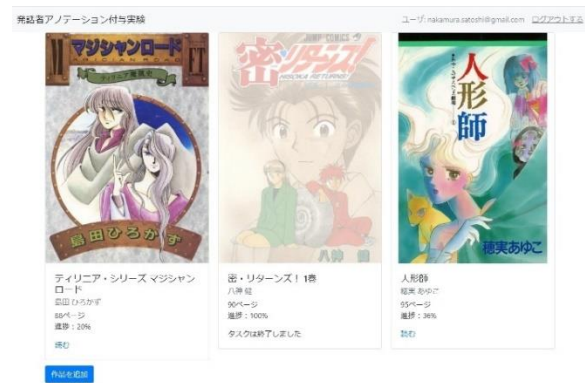 発話者アノテーション付与実験
ユーザ: nakamura.satoshi@gmail.com ログアウトする
マジシャンロード
MAGICIAN ROAD
島田ひろかず
ティリニア・シリーズ マジシャンロード
島田 ひろかず
88ページ
進捗：20%
読む
JUMP COMICS
密・リターンズ!
HISOKA RETURNS!
八神 健
密・リターンズ! 1巻
八神 健
90ページ
進捗：100%
タスクは終了しました
人形師
穂実あゆこ
人形師
穂実 あゆこ
95ページ
進捗：36%
読む
作品を追加